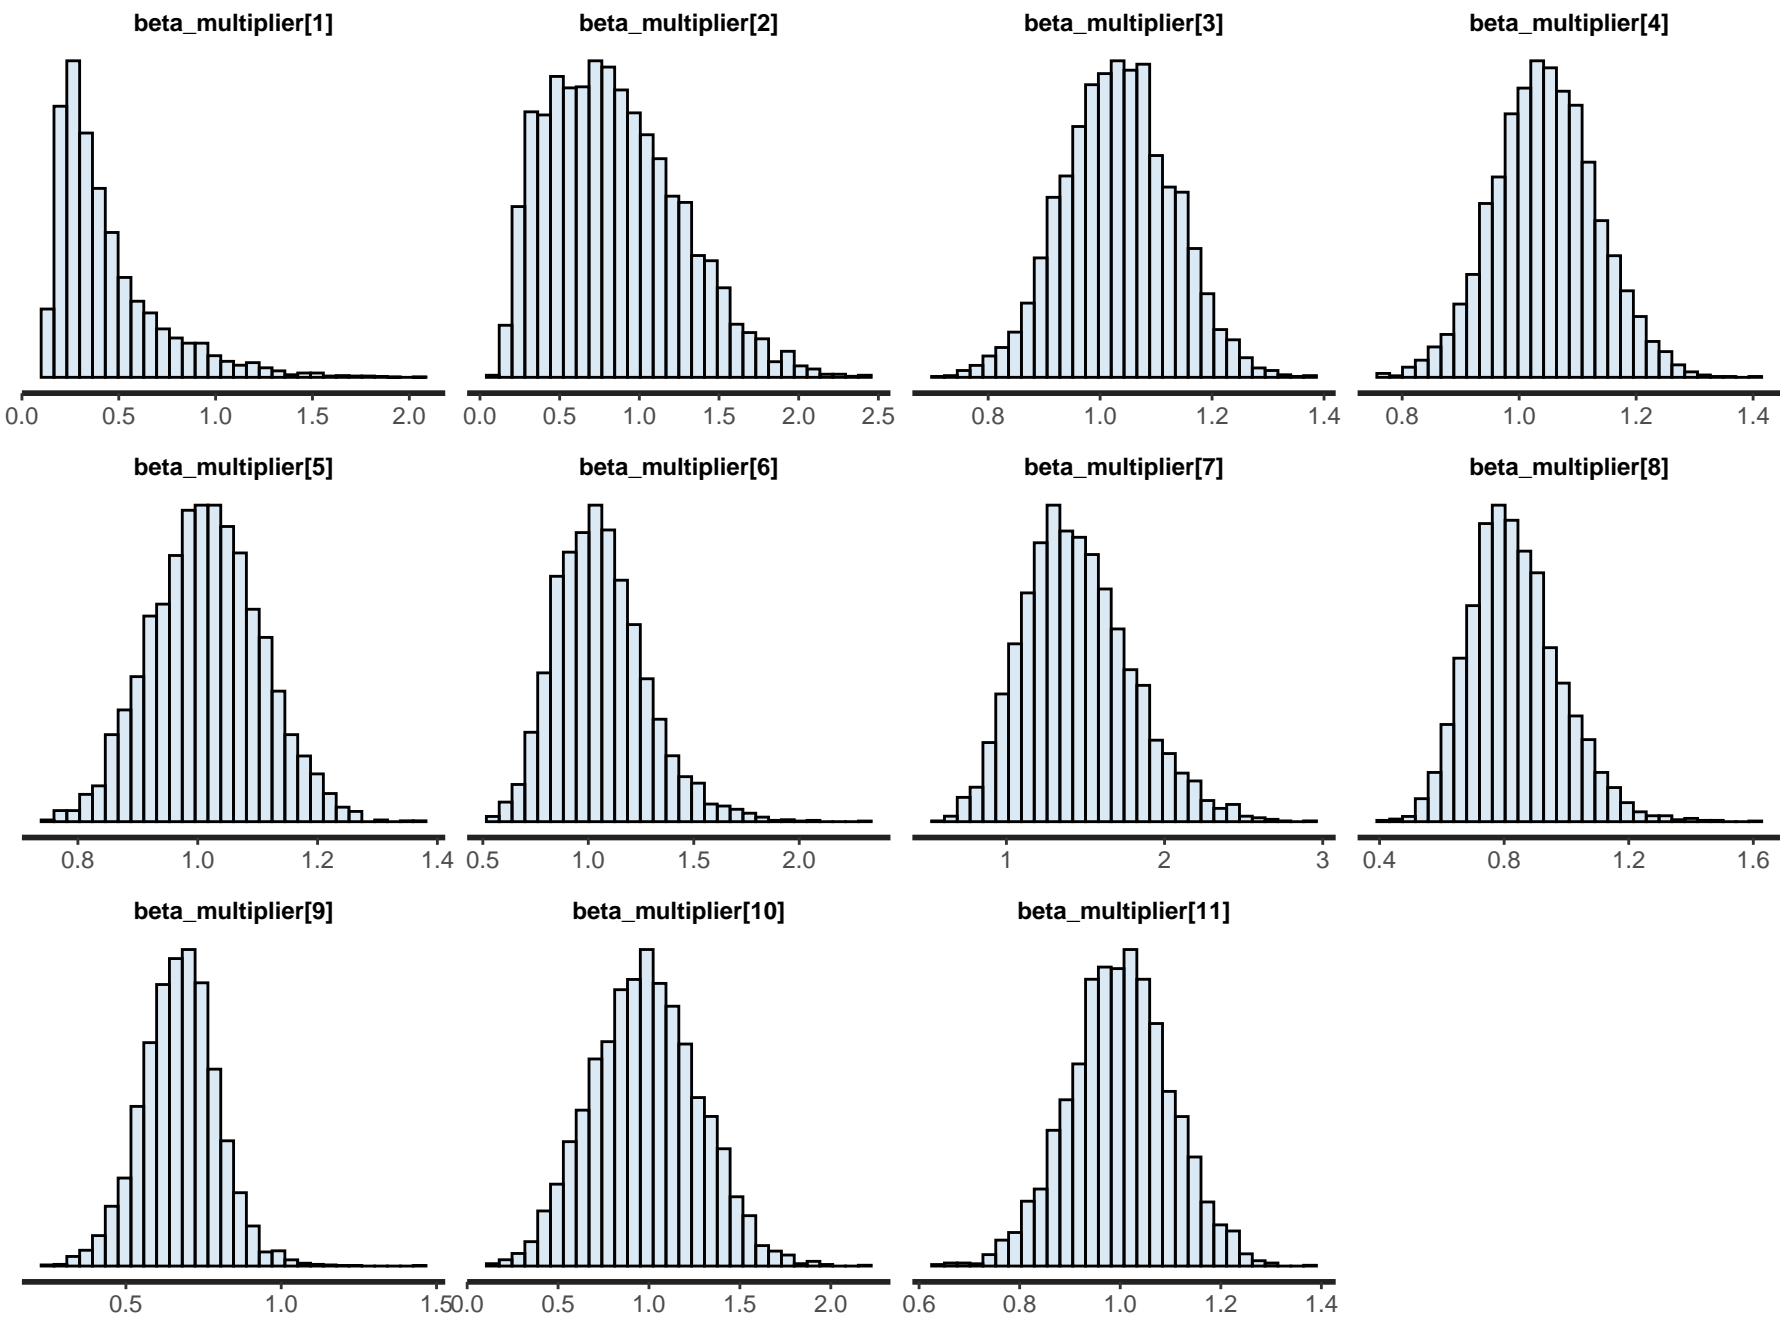 beta_multiplier[1] beta_multiplier[2] beta_multiplier[3] beta_multiplier[4]
0.0 0.5 1.0 1.5 2.0 0.0 0.5 1.0 1.5 2.0 2.5 0.8 1.0 1.2 1.4 0.8 1.0 1.2 1.4
beta_multiplier[5] beta_multiplier[6] beta_multiplier[7] beta_multiplier[8]
0.8 1.0 1.2 1.4 0.5 1.0 1.5 2.0 1 2 3 0.4 0.8 1.2 1.6
beta_multiplier[9] beta_multiplier[10] beta_multiplier[11]
0.5 1.0 1.5 0.0 0.5 1.0 1.5 2.0 0.6 0.8 1.0 1.2 1.4